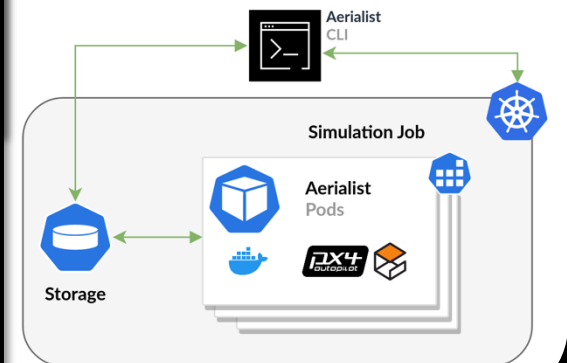 Aerialist
CLI
>_
Simulation Job
Aerialist
Pods
PX4
autopilot
Storage